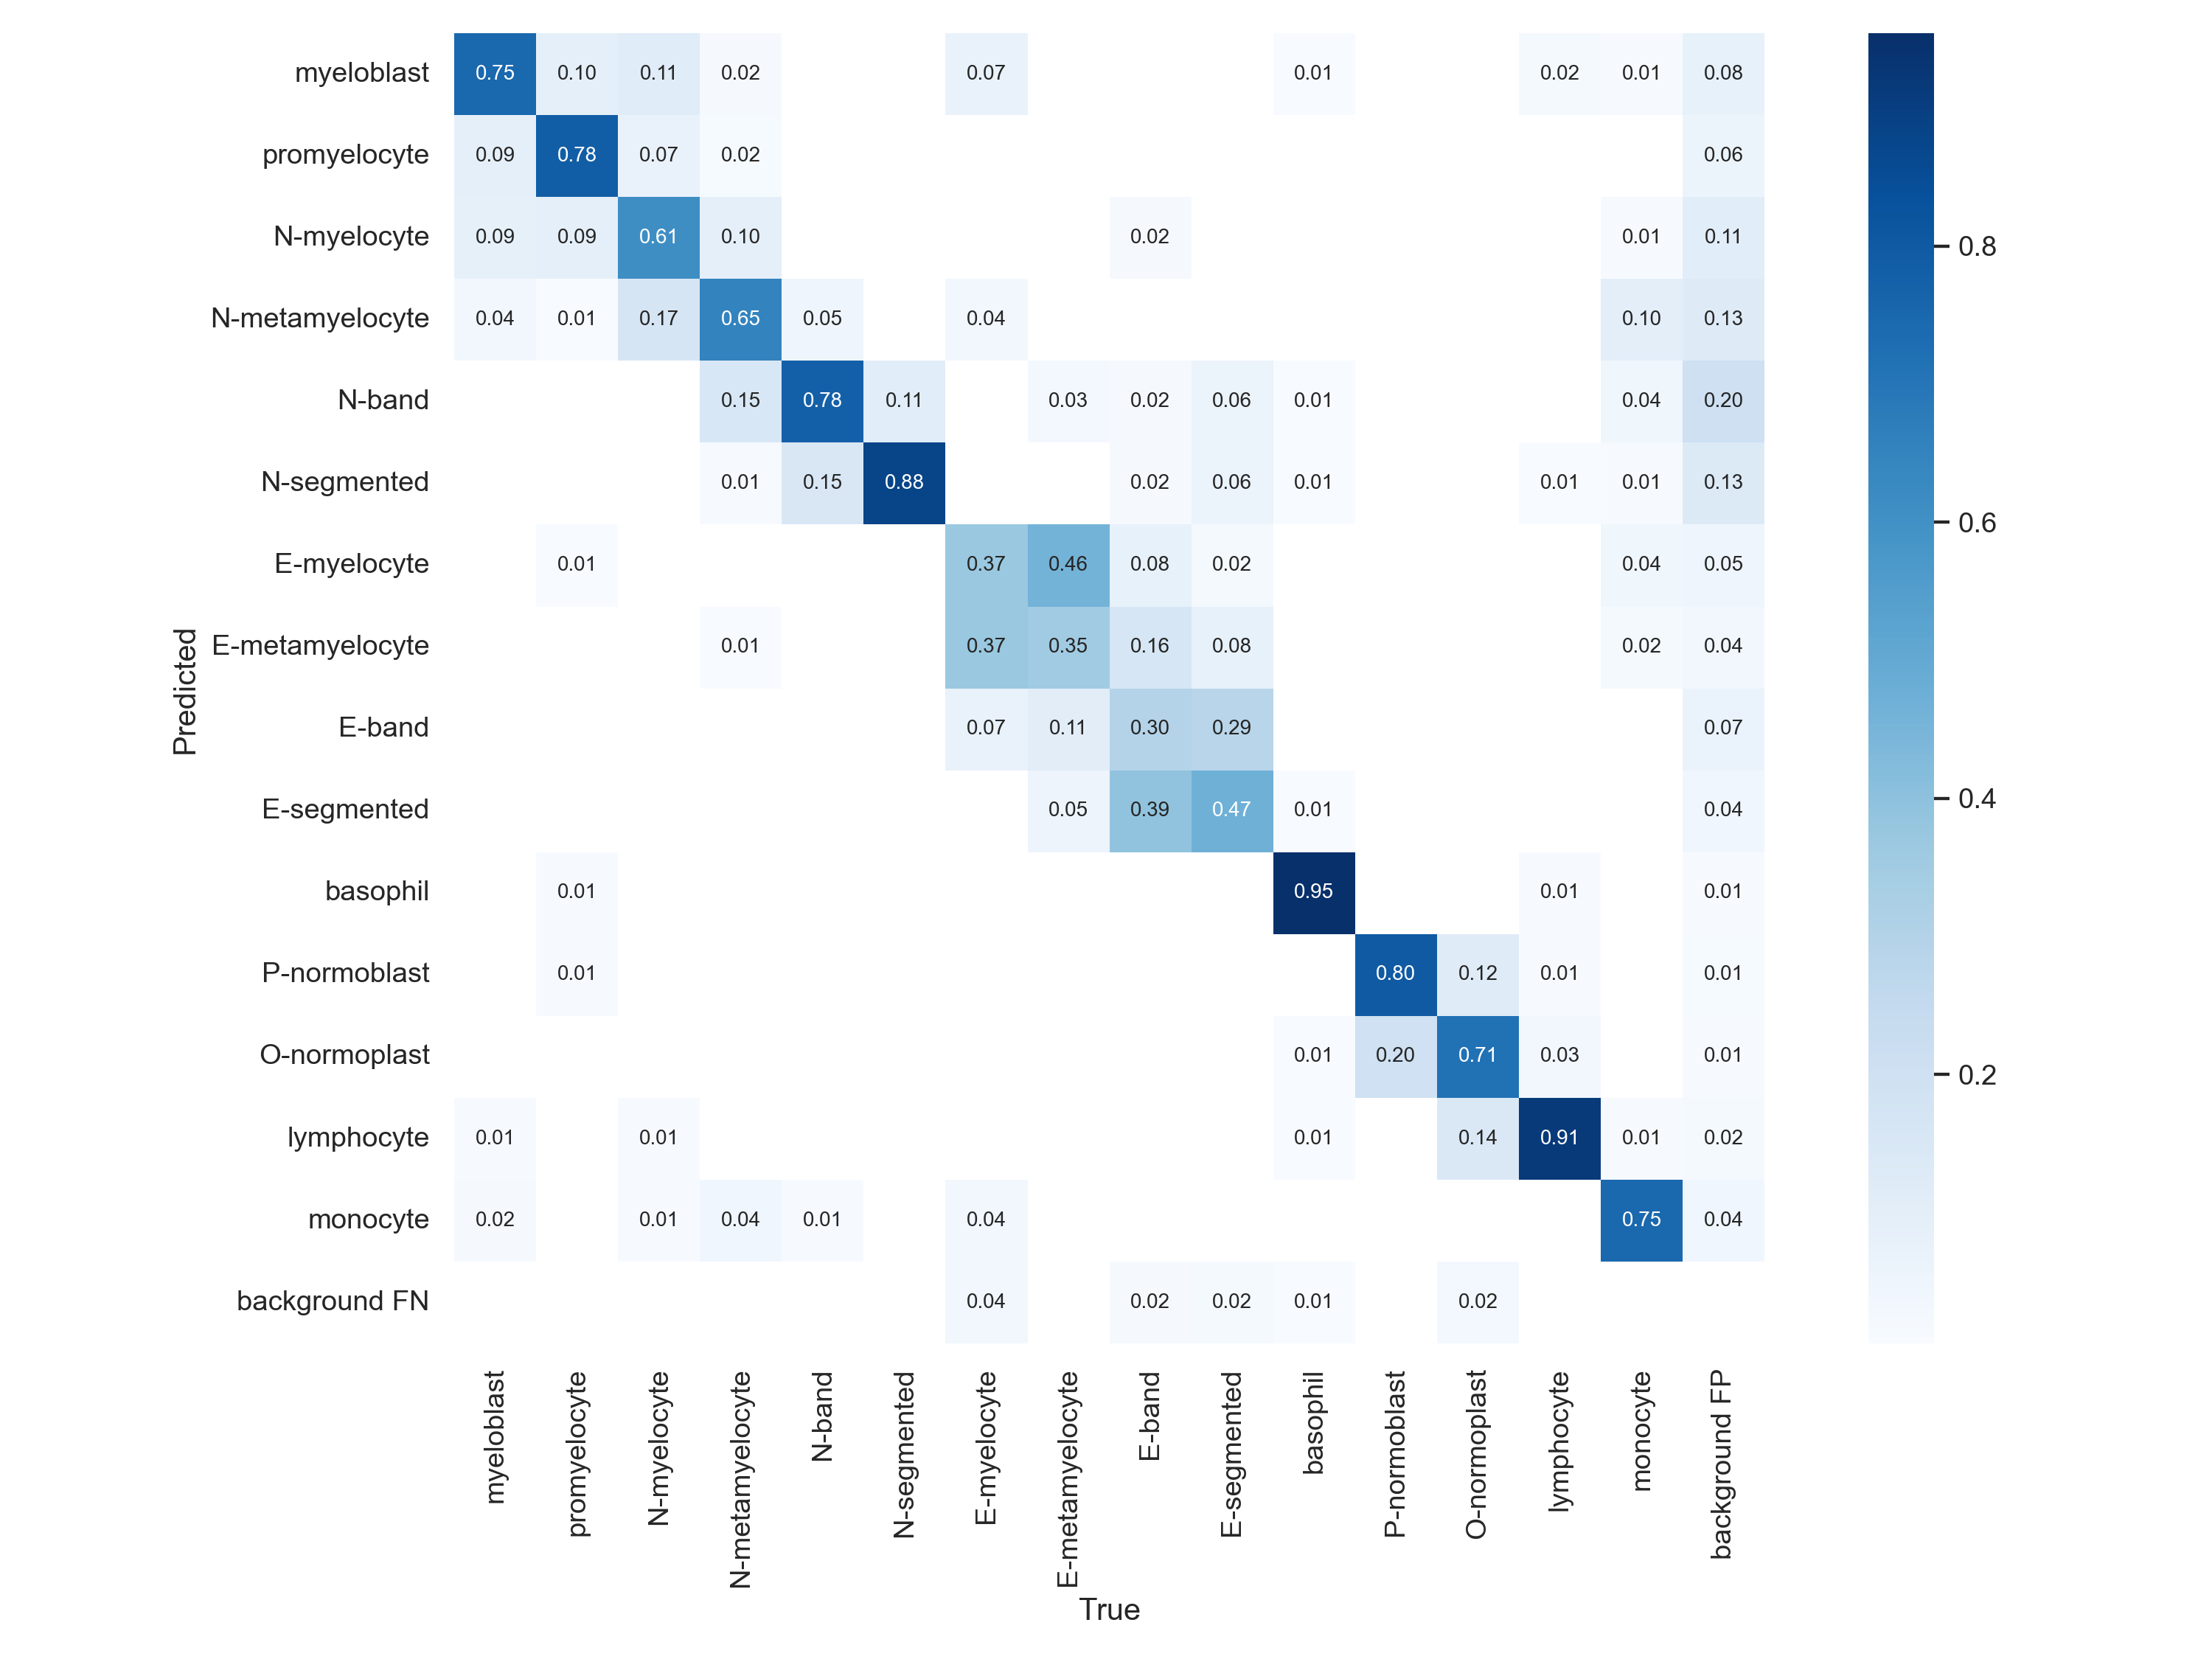 myeloblast 0.75 0.10 0.11 0.02 0.07 0.01 0.02 0.01 0.08
promyelocyte 0.09 0.78 0.07 0.02 0.06
N-myelocyte 0.09 0.09 0.61 0.10 0.02 0.01 0.11 0.8
N-metamyelocyte 0.04 0.01 0.17 0.65 0.05 0.04 0.10 0.13
N-band 0.15 0.78 0.11 0.03 0.02 0.06 0.01 0.04 0.20
N-segmented 0.01 0.15 0.88 0.02 0.06 0.01 0.01 0.01 0.13
0.6
E-myelocyte 0.01 0.37 0.46 0.08 0.02 0.04 0.05
E-metamyelocyte 0.01 0.37 0.35 0.16 0.08 0.02 0.04
Predicted
E-band 0.07 0.11 0.30 0.29 0.07
E-segmented 0.05 0.39 0.47 0.01 0.04 0.4
basophil 0.01 0.95 0.01 0.01
P-normoblast 0.01 0.80 0.12 0.01 0.01
O-normoplast 0.01 0.20 0.71 0.03 0.01 0.2
lymphocyte 0.01 0.01 0.01 0.14 0.91 0.01 0.02
monocyte 0.02 0.01 0.04 0.01 0.04 0.75 0.04
background FN 0.04 0.02 0.02 0.01 0.02
myeloblast
promyelocyte
N-myelocyte
N-metamyelocyte
N-band
N-segmented
E-myelocyte
E-metamyelocyte
E-band
E-segmented
basophil
P-normoblast
O-normoplast
lymphocyte
monocyte
background FP
True